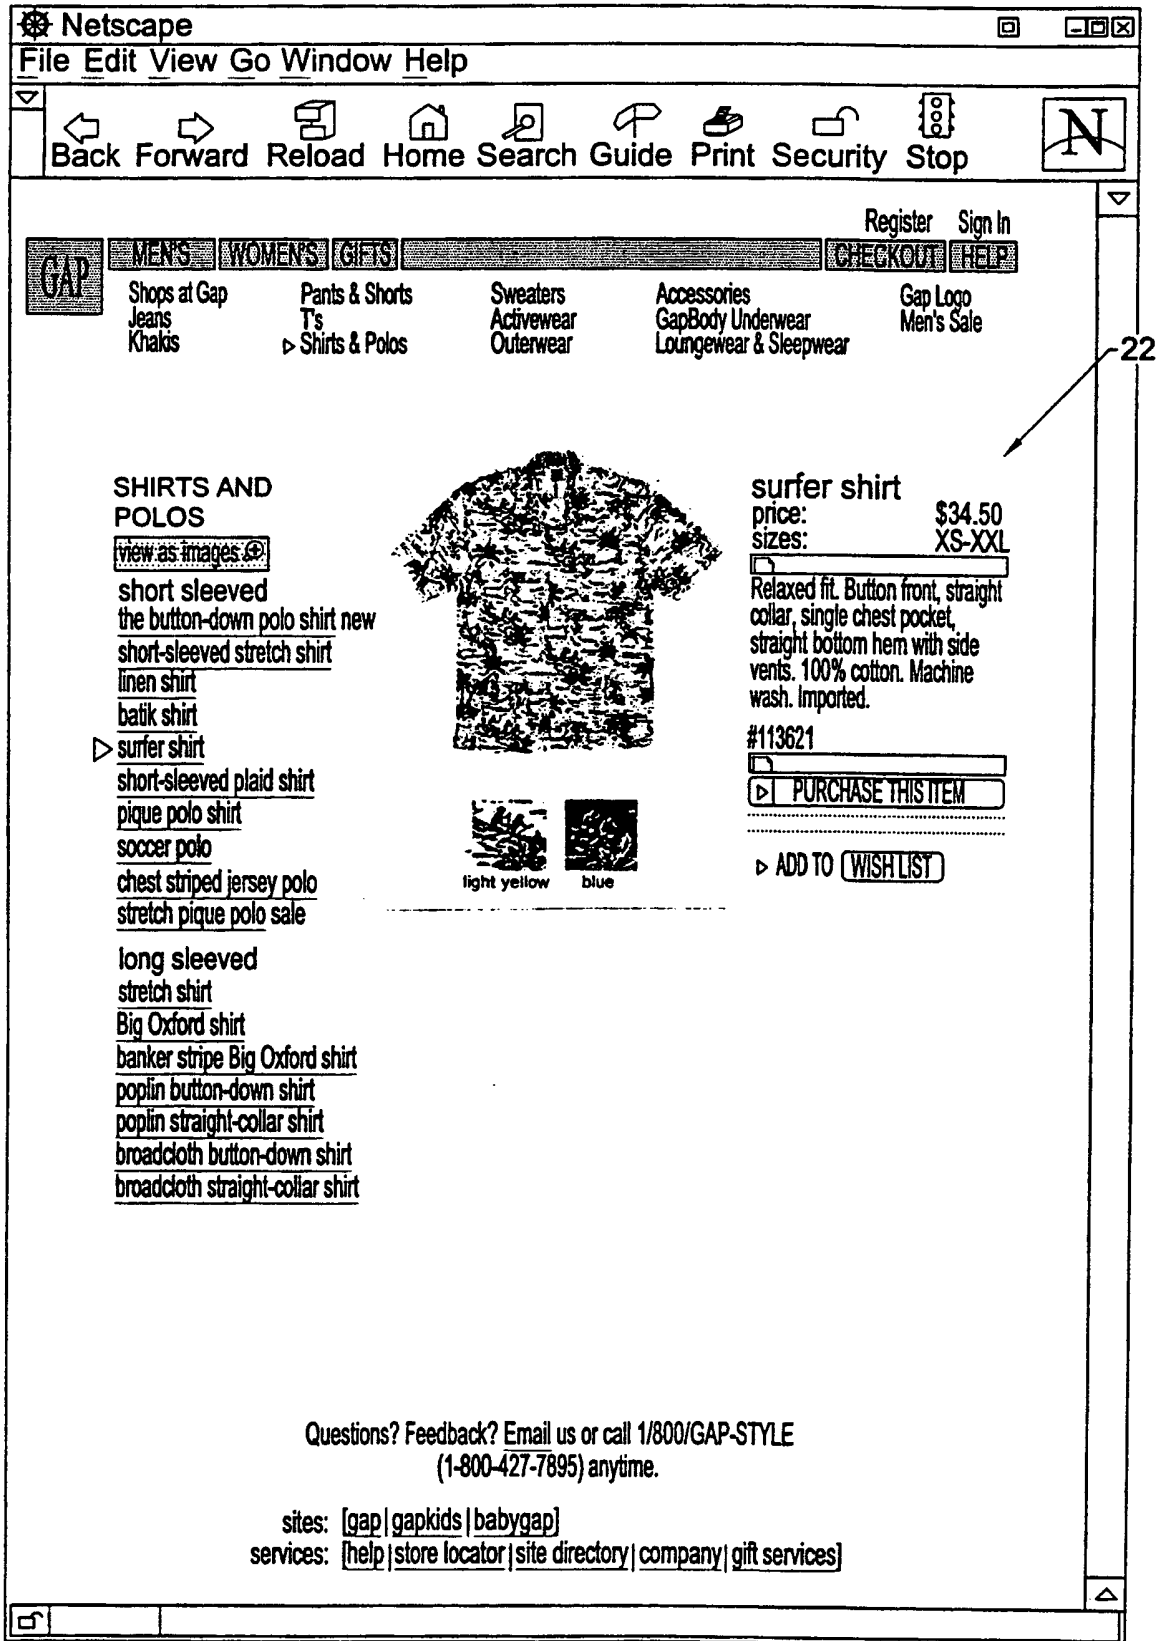 Netscape
File Edit View Go Window Help
Back Forward Reload Home Search Guide Print Security Stop
N
Register Sign In
GAP MEN'S WOMEN'S GIFTS CHECKOUT HELP
Shops at Gap Pants & Shorts Sweaters Accessories Gap Logo
Jeans T's Activewear GapBody Underwear Men's Sale
Khakis Shirts & Polos Outerwear Loungewear & Sleepwear
22
SHIRTS AND
POLOS
view as images
short sleeved
the button-down polo shirt new
short-sleeved stretch shirt
linen shirt
batik shirt
surfer shirt
short-sleeved plaid shirt
pique polo shirt
soccer polo
chest striped jersey polo
stretch pique polo sale
long sleeved
stretch shirt
Big Oxford shirt
banker stripe Big Oxford shirt
poplin button-down shirt
poplin straight-collar shirt
broadcloth button-down shirt
broadcloth straight-collar shirt
light yellow blue
surfer shirt
price: $34.50
sizes: XS-XXL
Relaxed fit. Button front, straight
collar, single chest pocket,
straight bottom hem with side
vents. 100% cotton. Machine
wash. Imported.
#113621
PURCHASE THIS ITEM
ADD TO WISH LIST
Questions? Feedback? Email us or call 1/800/GAP-STYLE
(1-800-427-7895) anytime.
sites: [gap|gapkids|babygap]
services: [help|store locator|site directory|company|gift services]